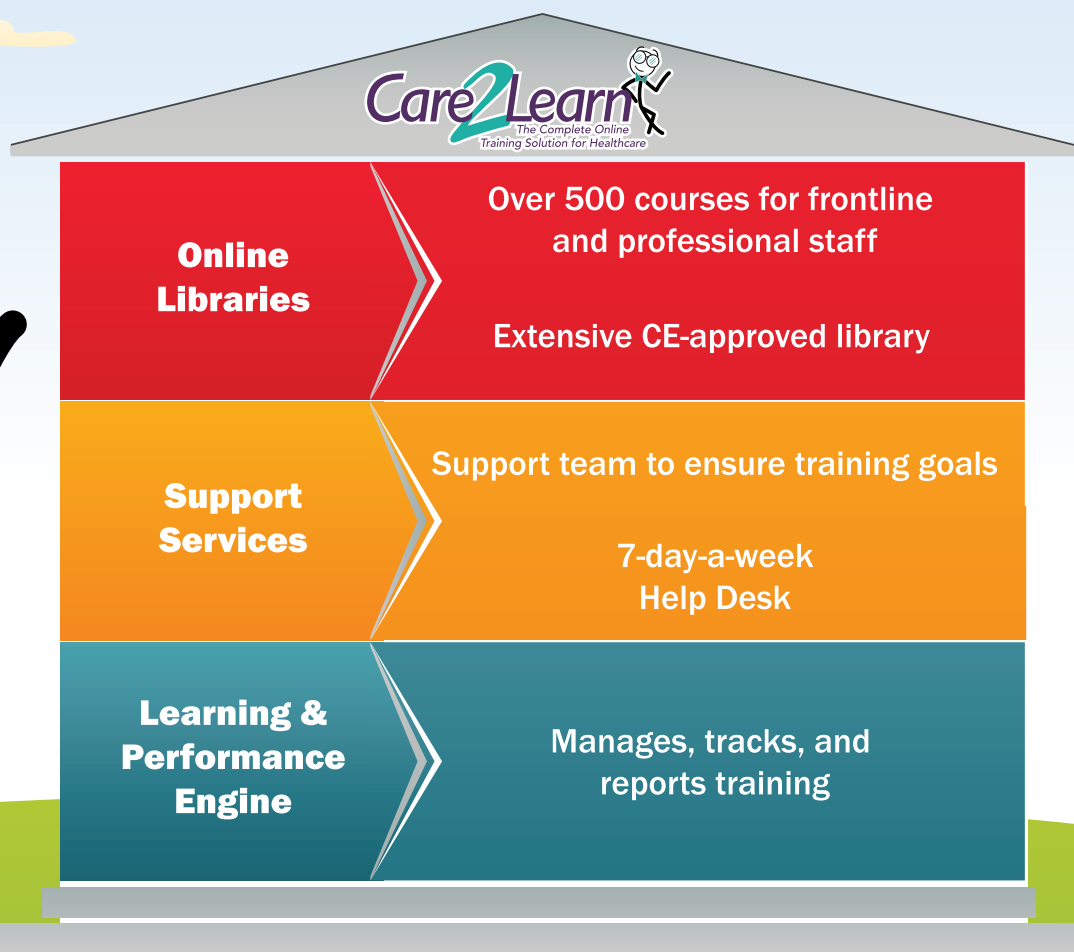 Care2Learn
The Complete Online
Training Solution for Healthcare
Online
Libraries
Over 500 courses for frontline
and professional staff
Extensive CE-approved library
Support
Services
Support team to ensure training goals
7-day-a-week
Help Desk
Learning &
Performance
Engine
Manages, tracks, and
reports training